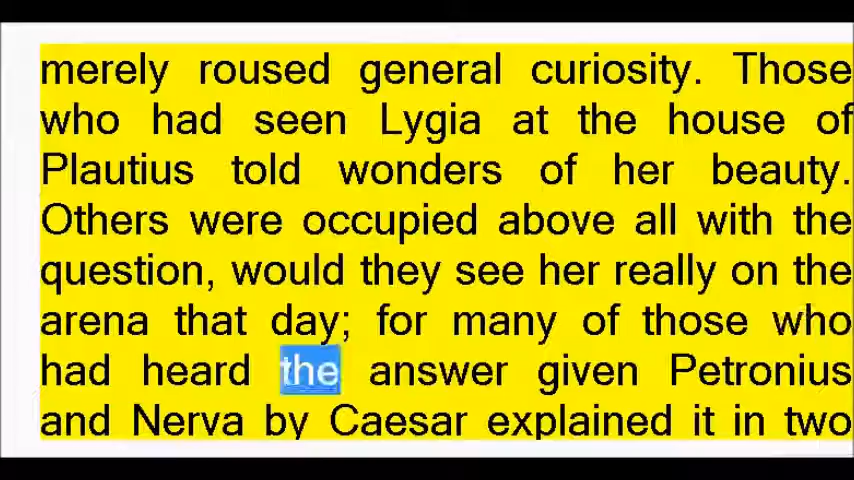 merely roused general curiosity. Those
who had seen Lygia at the house of
Plautius told wonders of her beauty.
Others were occupied above all with the
question, would they see her really on the
arena that day; for many of those who
had heard the answer given Petronius
and Nerva by Caesar explained it in two